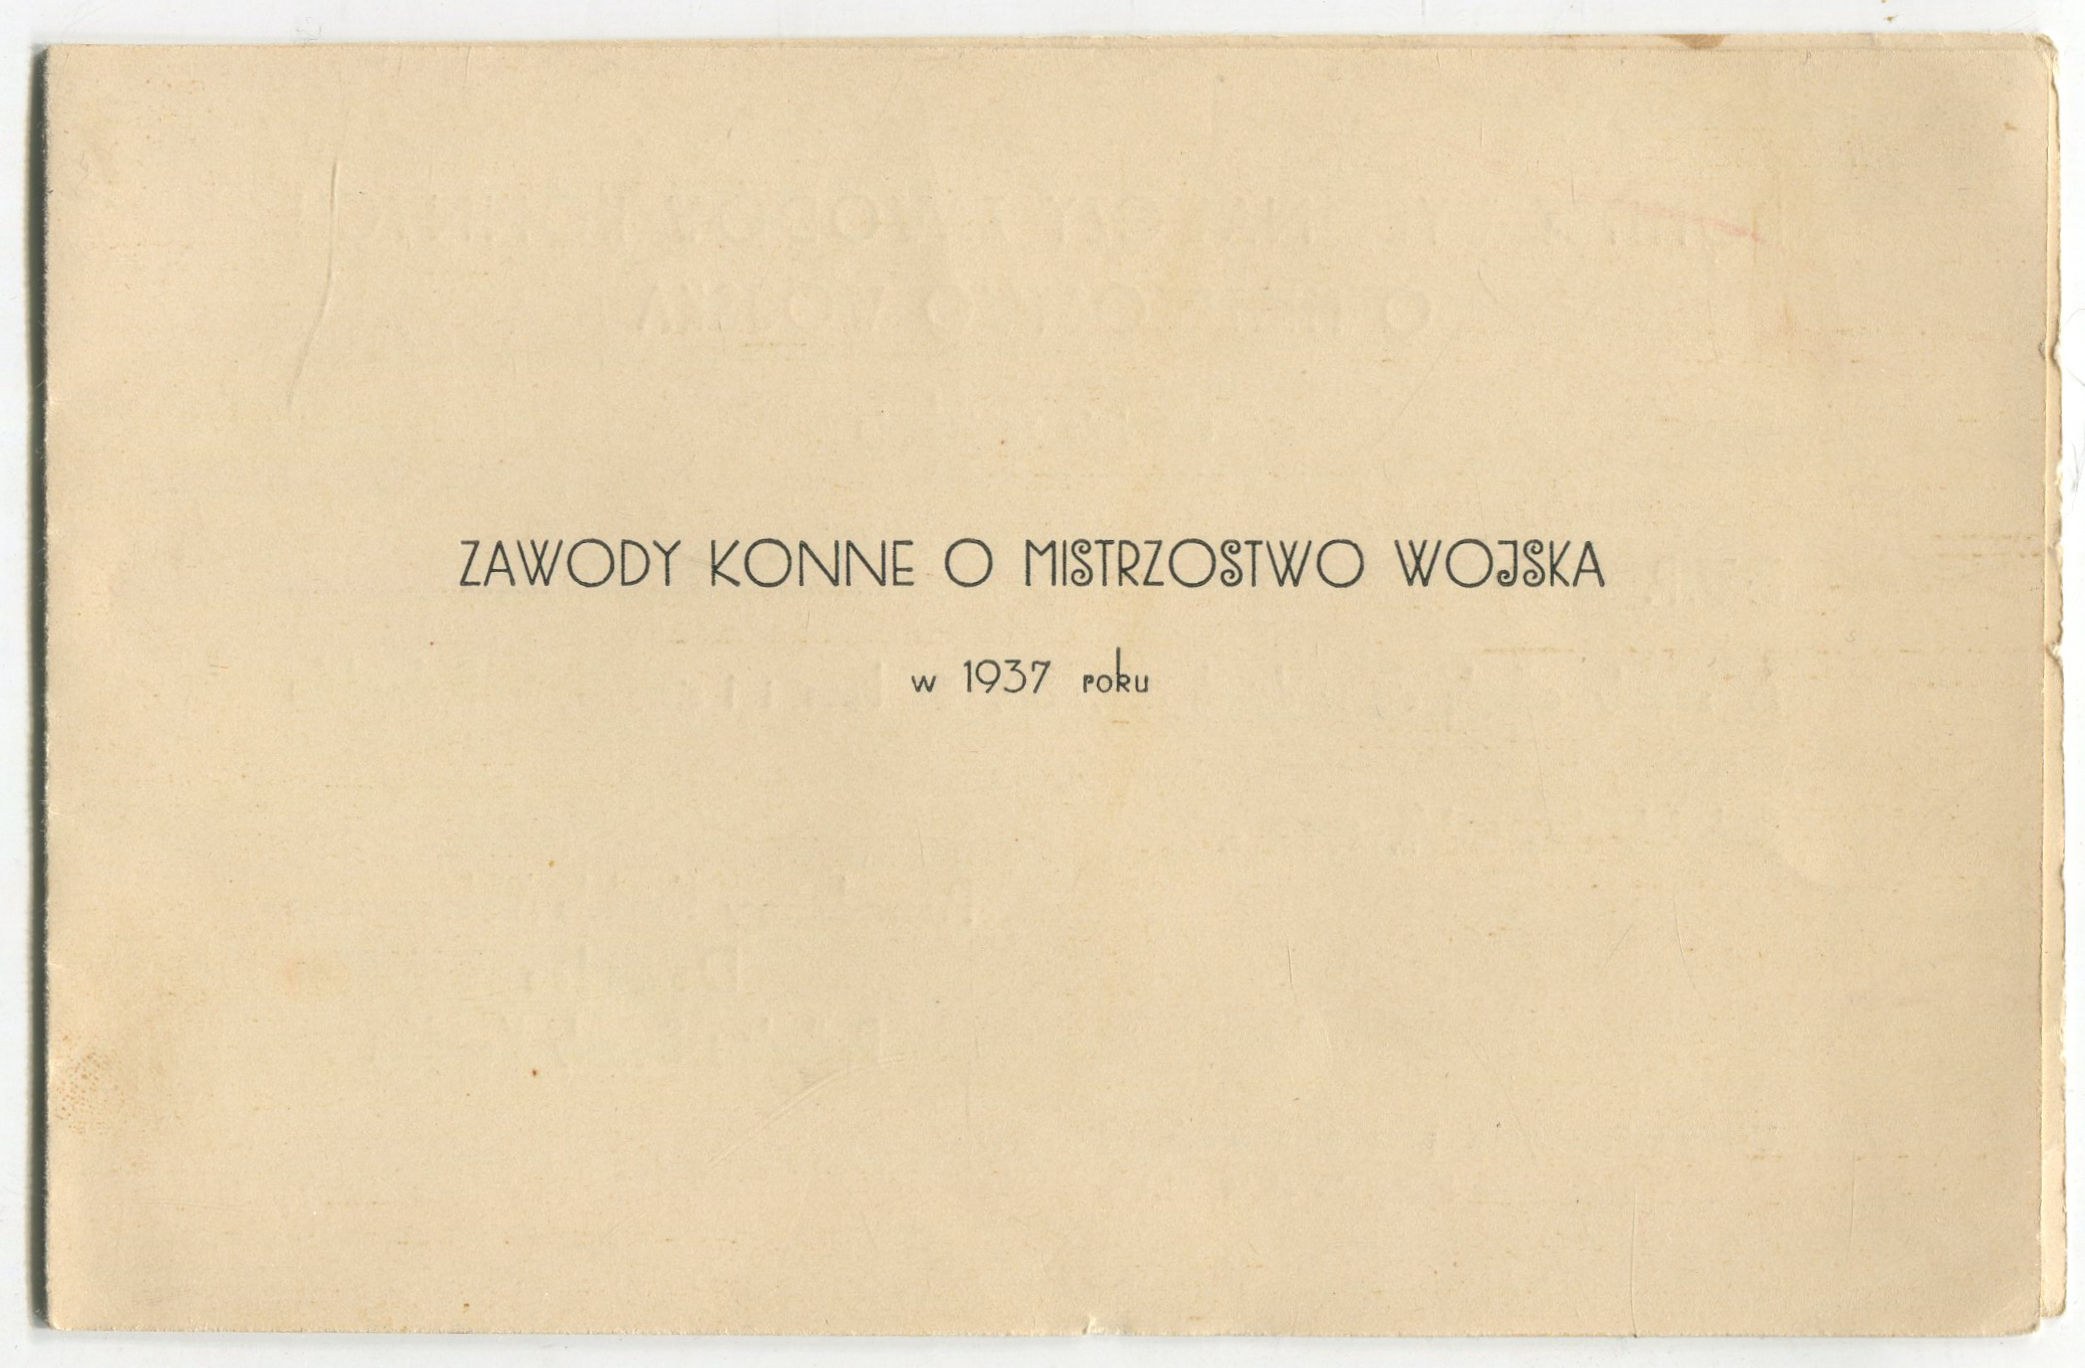 ZAWODY KONNE O MISTRZOSTWO WOJSKA
w 1937 roku